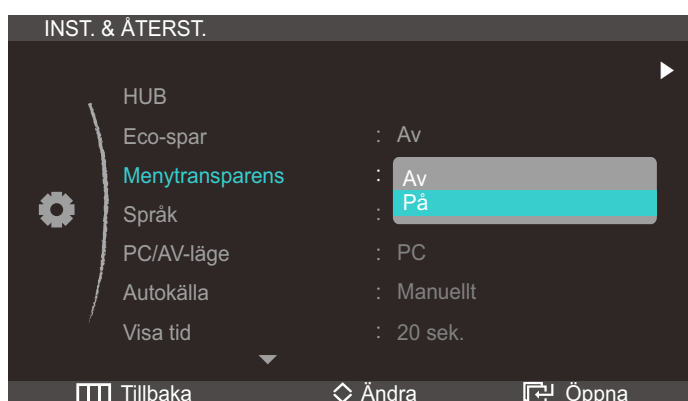 INST. & ÅTERST.
HUB
Eco-spar : Av
Menytransparens : Av
På
Språk :
PC/AV-läge : PC
Autokälla : Manuellt
Visa tid : 20 sek.
Tillbaka Ändra Öppna